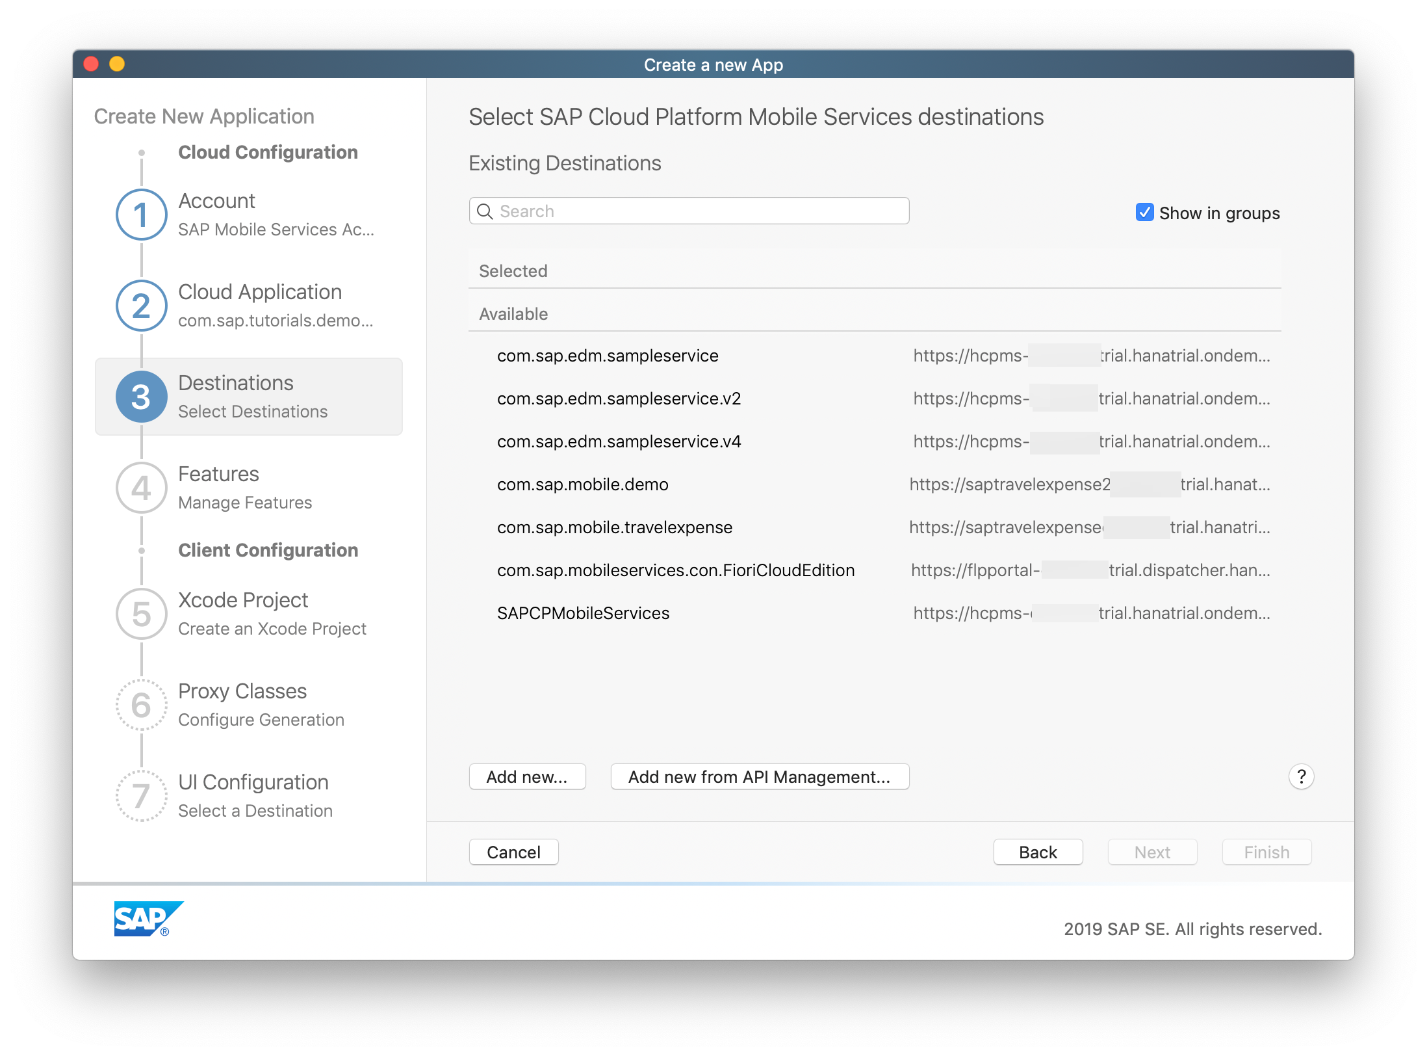 Create a new App
Create New Application
Cloud Configuration
1
Account
SAP Mobile Services Ac...
2
Cloud Application
com.sap.tutorials.demo...
3
Destinations
Select Destinations
4
Features
Manage Features
Client Configuration
5
Xcode Project
Create an Xcode Project
6
Proxy Classes
Configure Generation
7
UI Configuration
Select a Destination
Select SAP Cloud Platform Mobile Services destinations
Existing Destinations
Search
Show in groups
Selected
Available
com.sap.edm.sampleservice https://hcpms- trial.hanatrial.ondem...
com.sap.edm.sampleservice.v2 https://hcpms- trial.hanatrial.ondem...
com.sap.edm.sampleservice.v4 https://hcpms- trial.hanatrial.ondem...
com.sap.mobile.demo https://saptravelexpense2 trial.hanat...
com.sap.mobile.travelexpense https://saptravelexpense trial.hanatri...
com.sap.mobileservices.con.FioriCloudEdition https://flpportal- trial.dispatcher.han...
SAPCPMobileServices https://hcpms- trial.hanatrial.ondem...
Add new... Add new from API Management... ?
Cancel Back Next Finish
SAP ®
2019 SAP SE. All rights reserved.